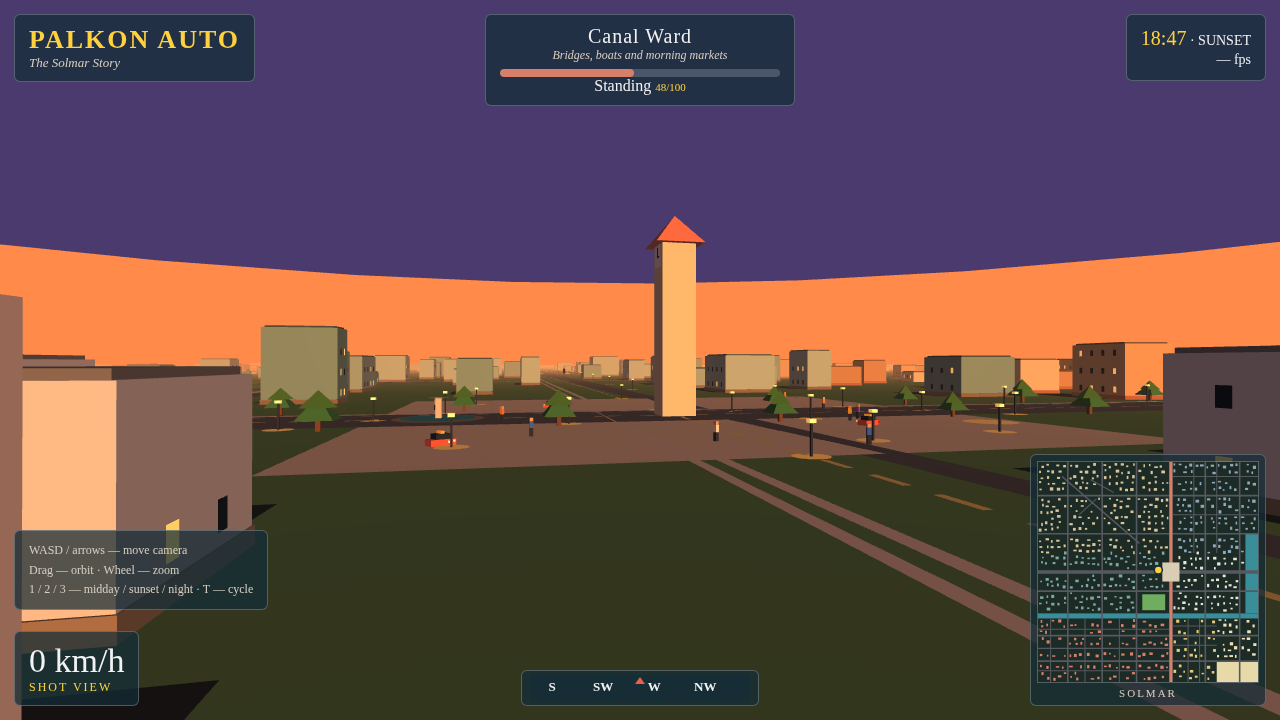 PALKON AUTO
The Solmar Story
Canal Ward
Bridges, boats and morning markets
Standing 48/100
18:47 · SUNSET
— fps
WASD / arrows — move camera
Drag — orbit · Wheel — zoom
1 / 2 / 3 — midday / sunset / night · T — cycle
0 km/h
SHOT VIEW
S SW W NW
SOLMAR